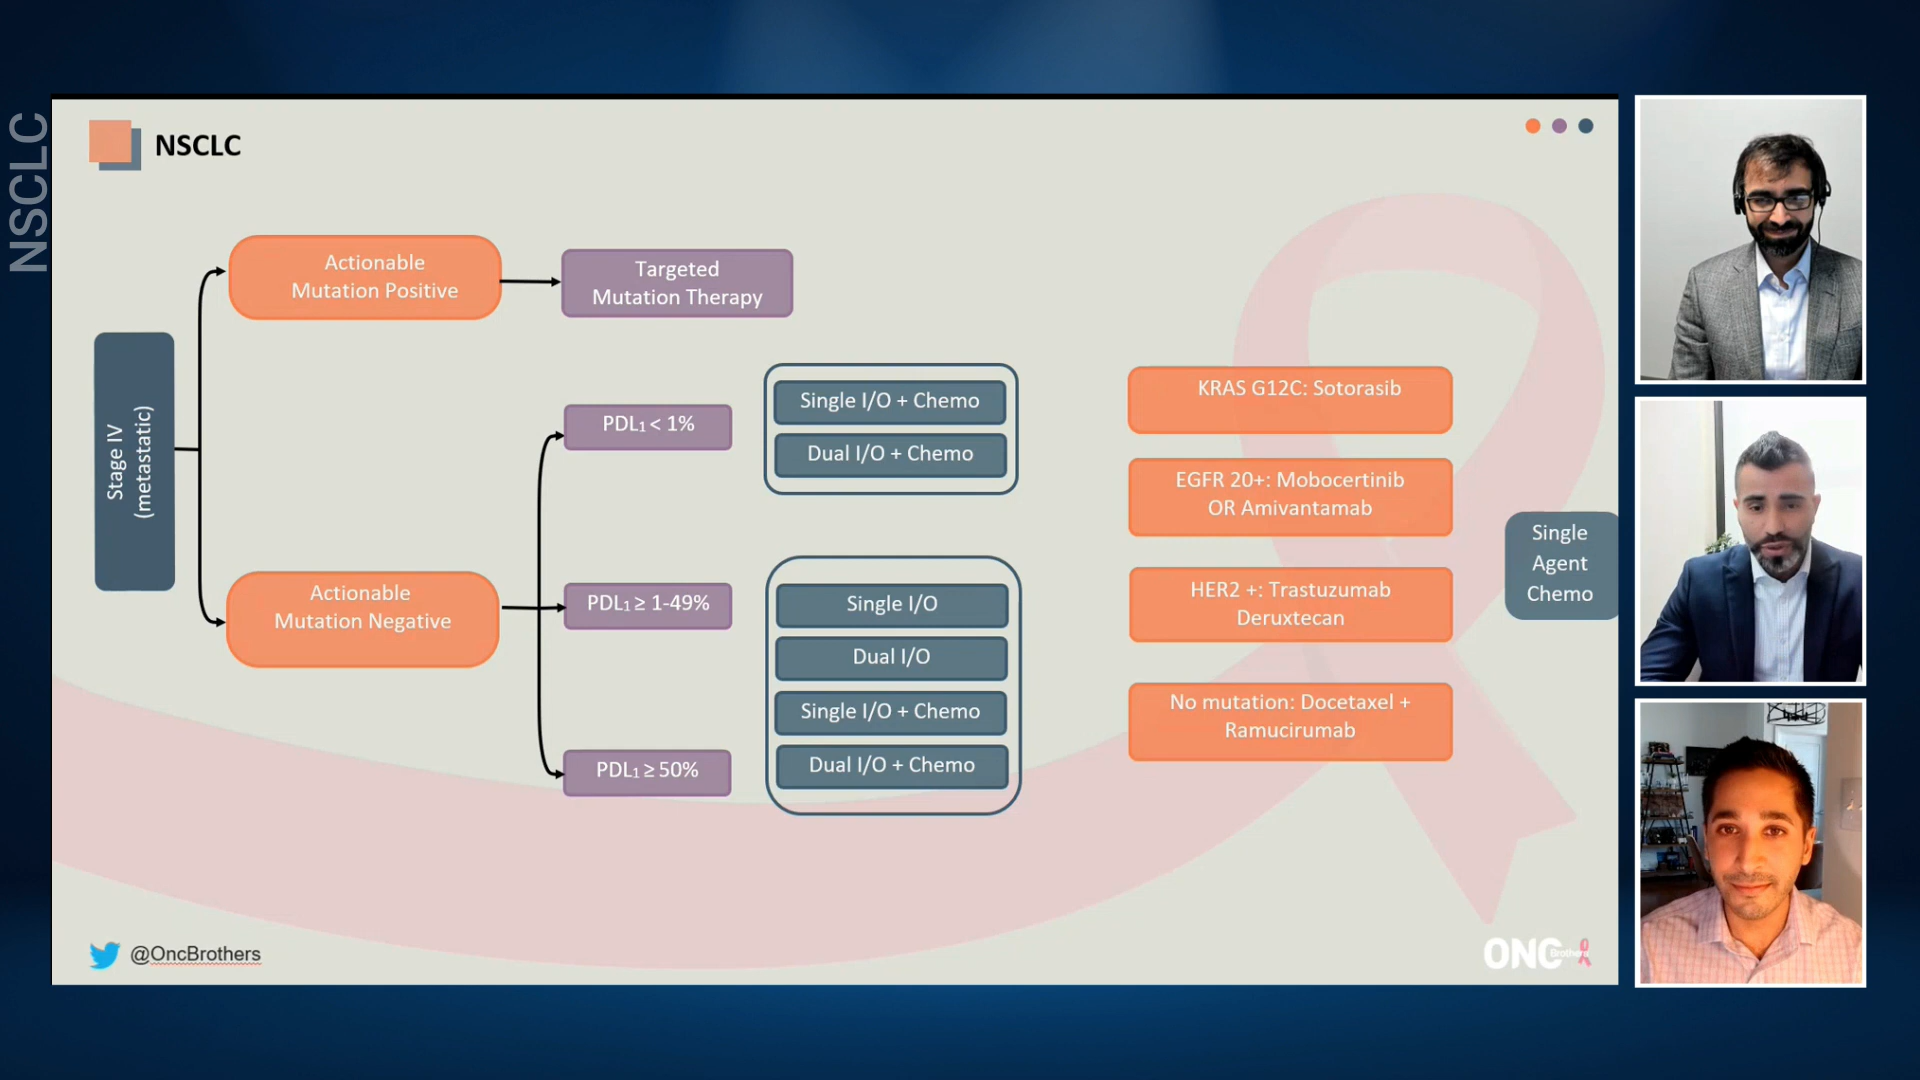 NSCLC
NSCLC
Stage IV
(metastatic)
Actionable
Mutation Positive
Targeted
Mutation Therapy
Actionable
Mutation Negative
PDL₁ < 1%
PDL₁ ≥ 1-49%
PDL₁ ≥ 50%
Single I/O + Chemo
Dual I/O + Chemo
Single I/O
Dual I/O
Single I/O + Chemo
Dual I/O + Chemo
KRAS G12C: Sotorasib
EGFR 20+: Mobocertinib
OR Amivantamab
HER2 +: Trastuzumab
Deruxtecan
No mutation: Docetaxel +
Ramucirumab
Single
Agent
Chemo
@OncBrothers
ONC
Brothers